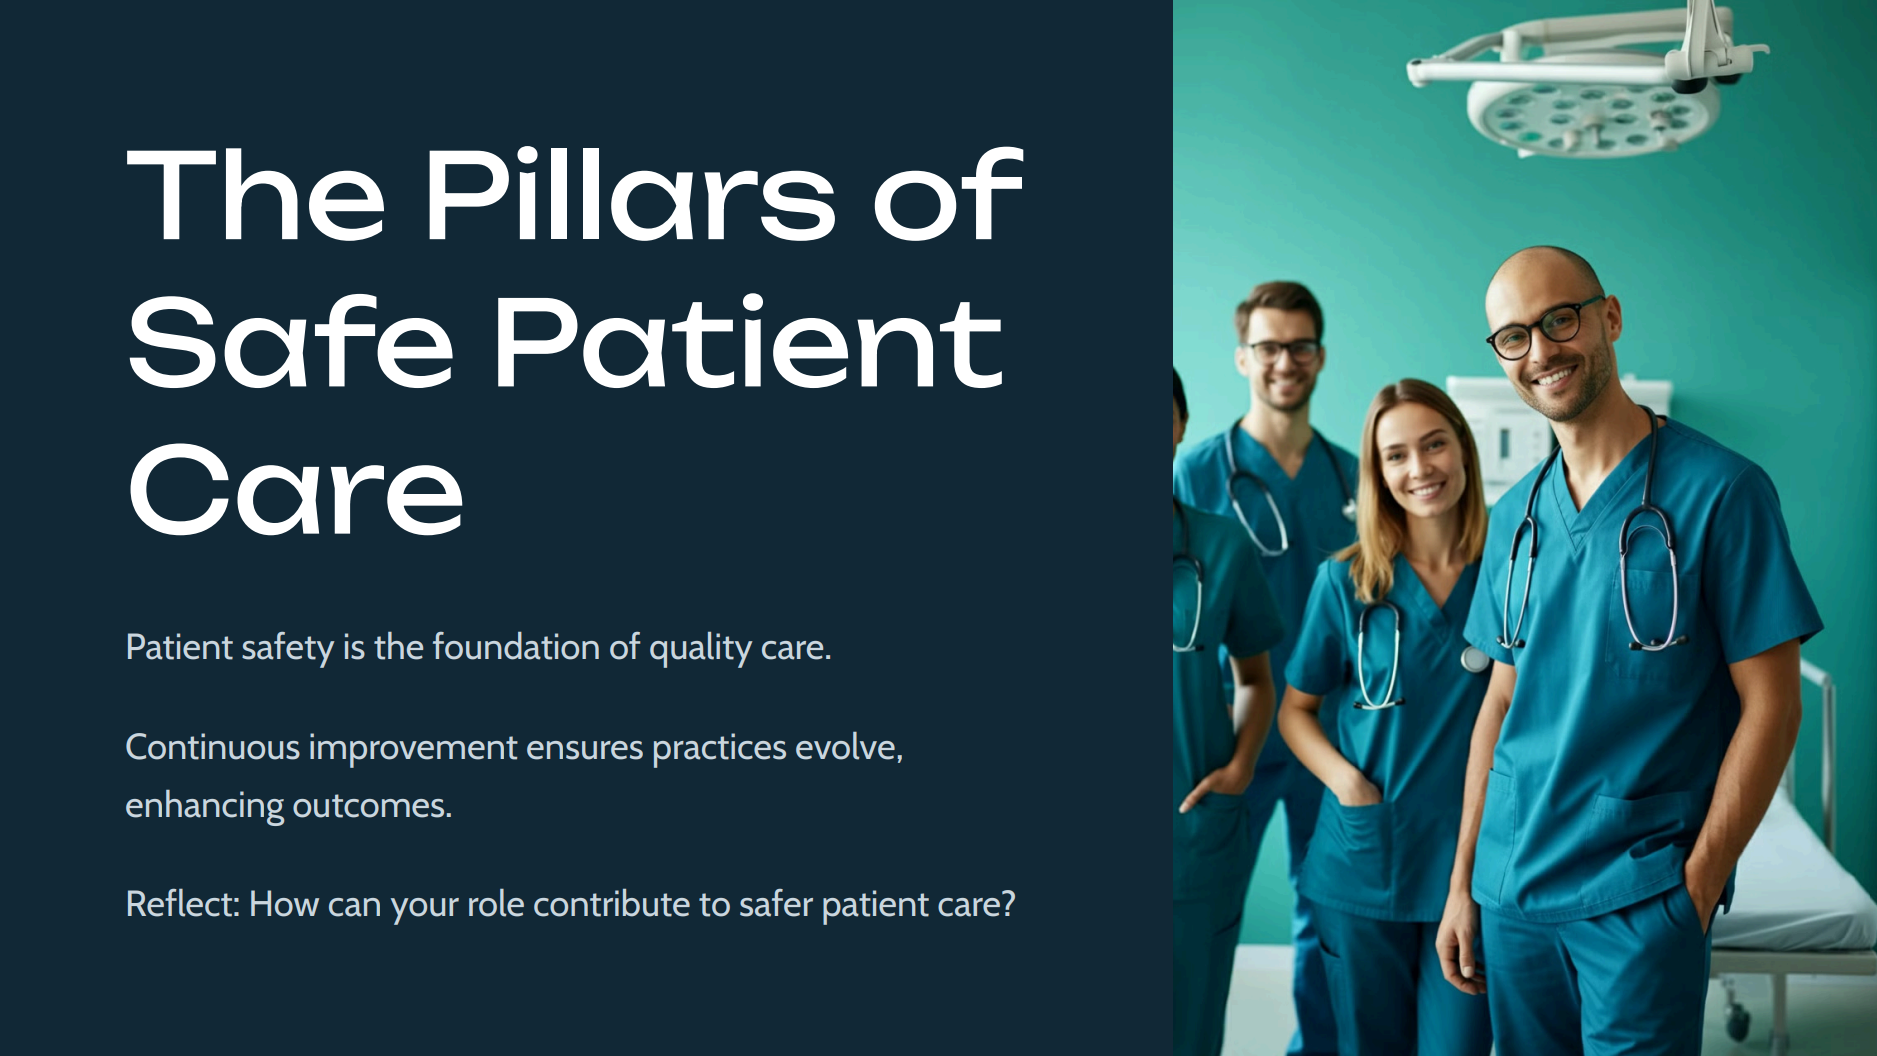 The Pillars of
Safe Patient
Care
Patient safety is the foundation of quality care.
Continuous improvement ensures practices evolve,
enhancing outcomes.
Reflect: How can your role contribute to safer patient care?